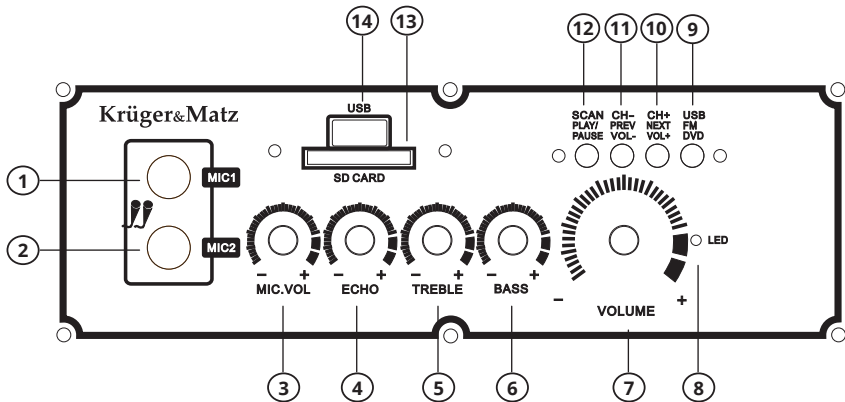 14 13 12 11 10 9
USB
SCAN PLAY/ PAUSE
CH− PREV VOL-
CH+ NEXT VOL+
USB FM DVD
Krüger&Matz
SD CARD
1 MIC1
2 MIC2
LED
− + − + − + − +
MIC.VOL ECHO TREBLE BASS
− +
VOLUME
3 4 5 6 7 8